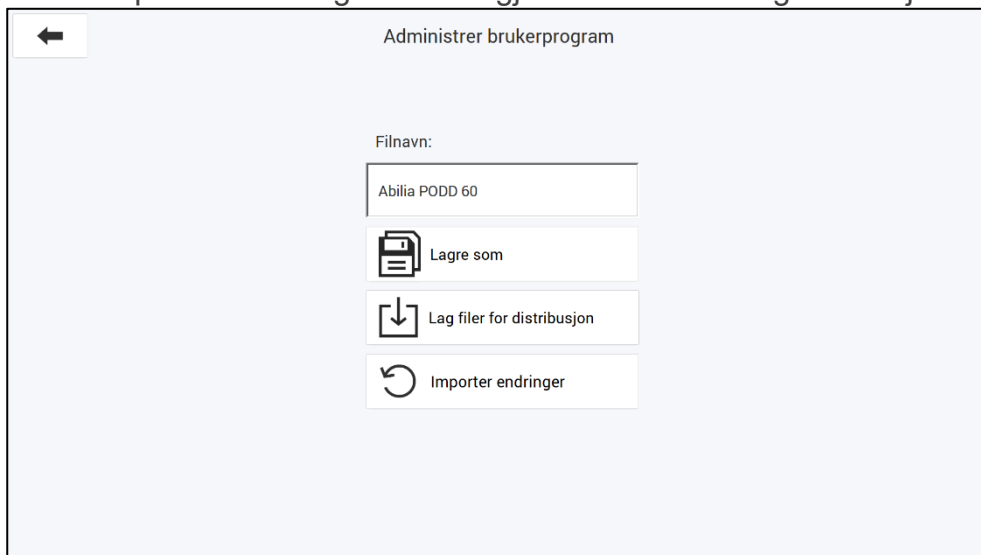 Administrer brukerprogram
Filnavn:
Abilia PODD 60
Lagre som
Lag filer for distribusjon
Importer endringer